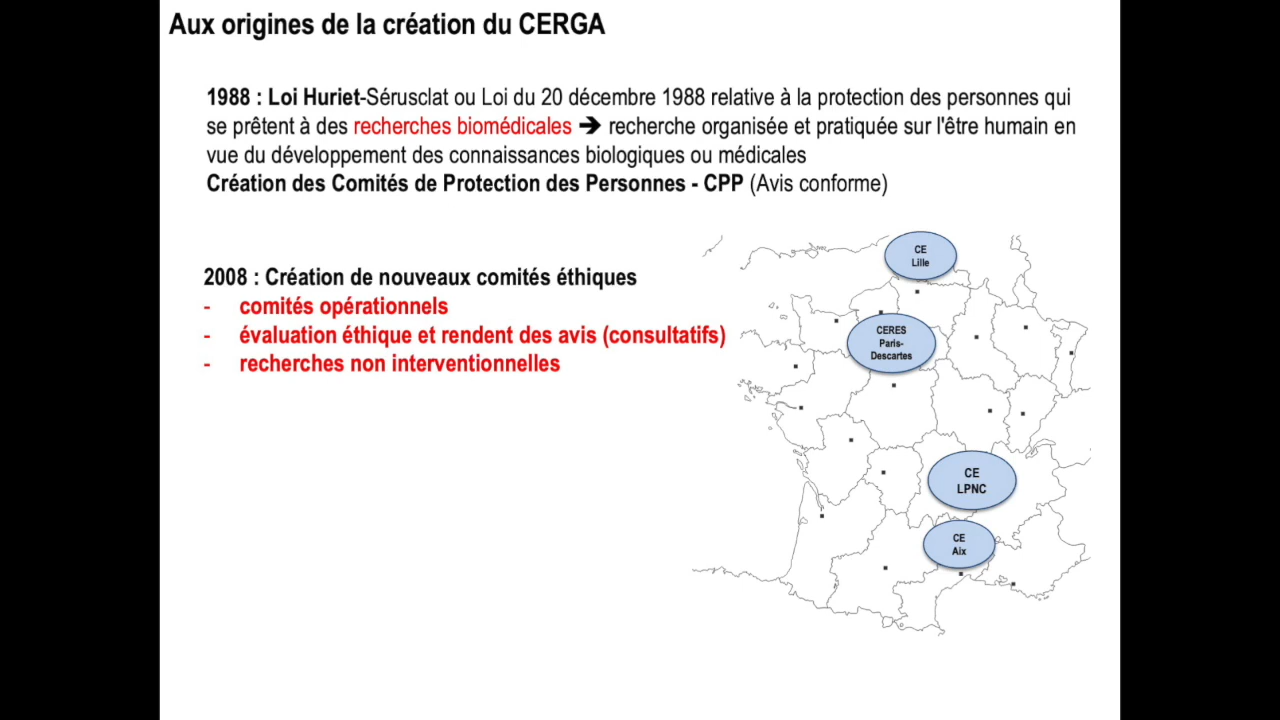 Aux origines de la création du CERGA
1988 : Loi Huriet-Sérusclat ou Loi du 20 décembre 1988 relative à la protection des personnes qui
se prêtent à des recherches biomédicales ➔ recherche organisée et pratiquée sur l'être humain en
vue du développement des connaissances biologiques ou médicales
Création des Comités de Protection des Personnes - CPP (Avis conforme)
2008 : Création de nouveaux comités éthiques
- comités opérationnels
- évaluation éthique et rendent des avis (consultatifs)
- recherches non interventionnelles
CE
Lille
CERES
Paris-
Descartes
CE
LPNC
CE
Aix